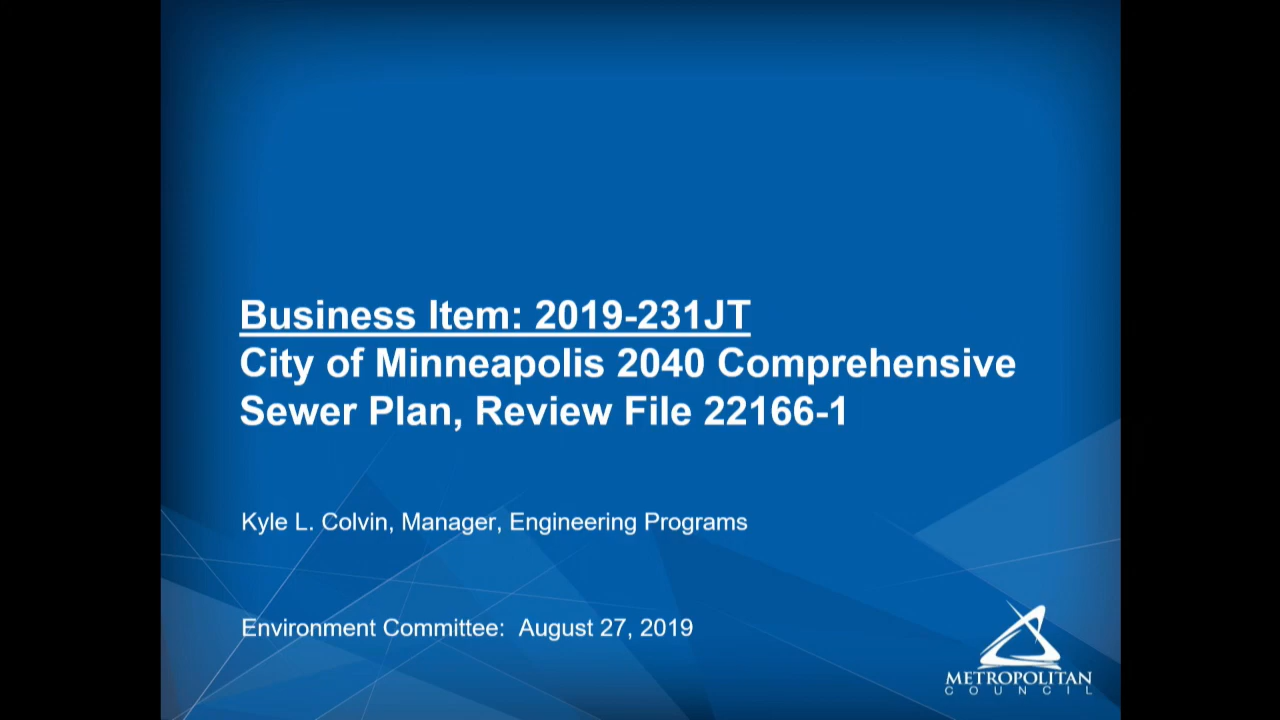 Business Item: 2019-231JT
City of Minneapolis 2040 Comprehensive
Sewer Plan, Review File 22166-1
Kyle L. Colvin, Manager, Engineering Programs
Environment Committee:  August 27, 2019
METROPOLITAN
COUNCIL